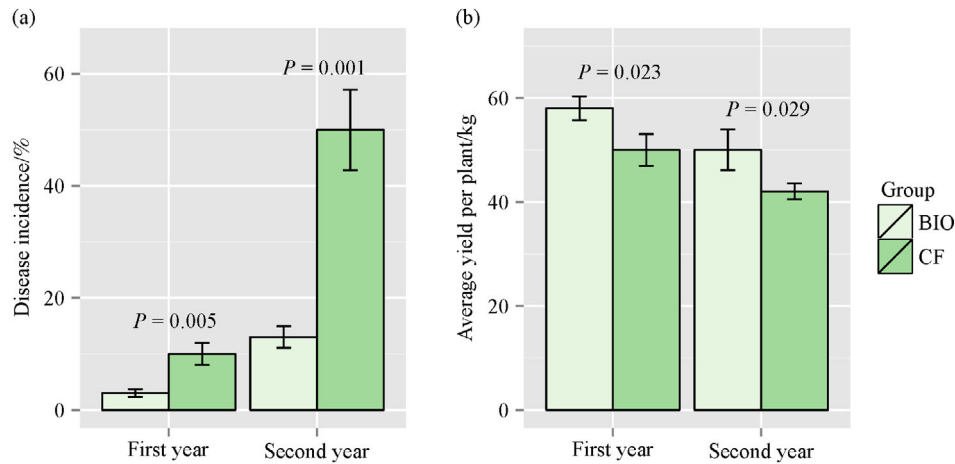 (a)
Disease incidence/%
60
40
20
0
P = 0.005
P = 0.001
First year
Second year
(b)
Average yield per plant/kg
60
40
20
0
P = 0.023
P = 0.029
First year
Second year
Group
BIO
CF